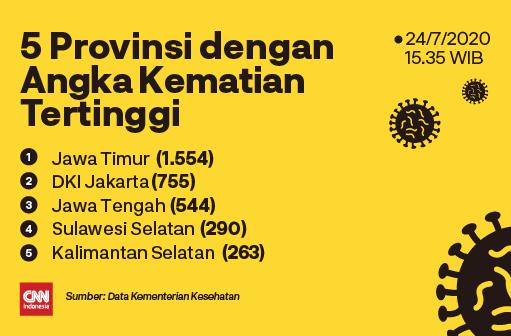 5 Provinsi dengan
Angka Kematian
Tertinggi
24/7/2020
15.35 WIB
1 Jawa Timur (1.554)
2 DKI Jakarta (755)
3 Jawa Tengah (544)
4 Sulawesi Selatan (290)
5 Kalimantan Selatan (263)
CNN
Indonesia
Sumber: Data Kementerian Kesehatan